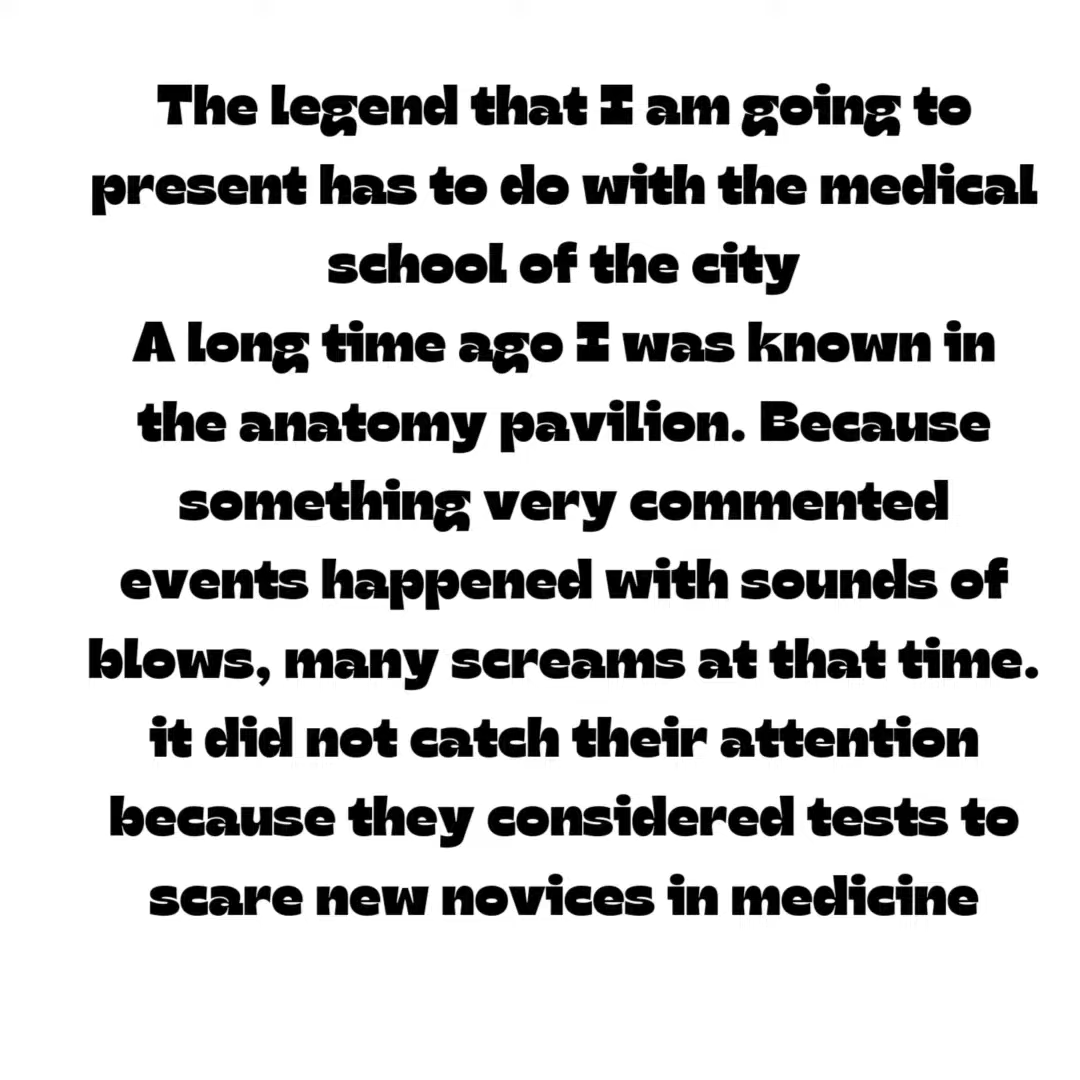 The legend that I am going to
present has to do with the medical
school of the city
A long time ago I was known in
the anatomy pavilion. Because
something very commented
events happened with sounds of
blows, many screams at that time.
it did not catch their attention
because they considered tests to
scare new novices in medicine